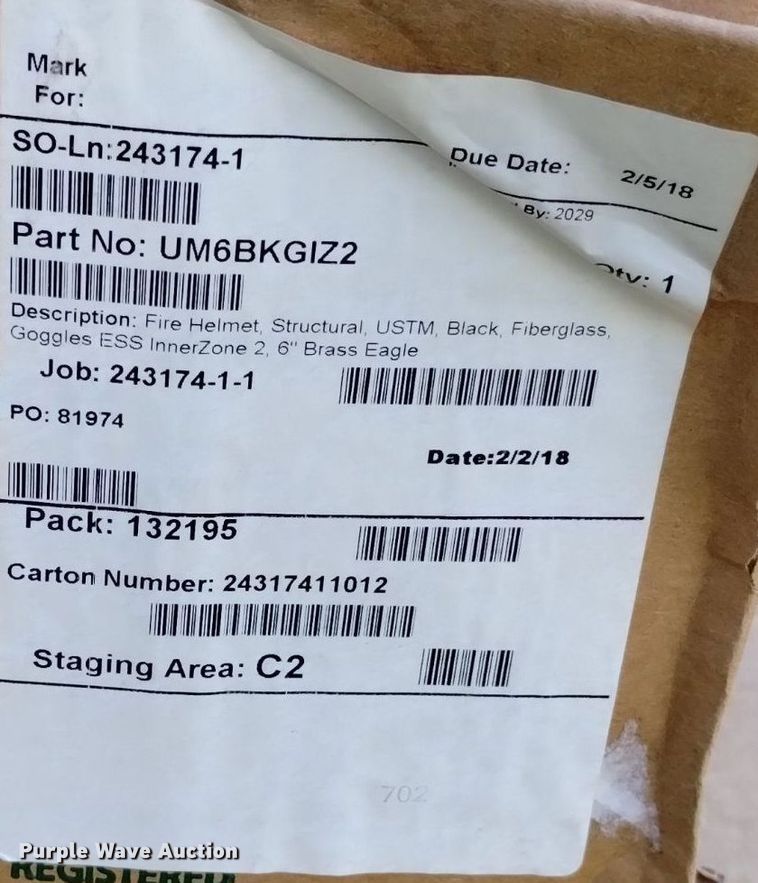 Mark
For:
SO-Ln:243174-1
Due Date: 2/5/18
By: 2029
Part No: UM6BKGIZ2
Qty: 1
Description: Fire Helmet, Structural, USTM, Black, Fiberglass,
Goggles ESS InnerZone 2, 6" Brass Eagle
Job: 243174-1-1
PO: 81974
Date:2/2/18
Pack: 132195
Carton Number: 24317411012
Staging Area: C2
702
Purple Wave Auction
REGISTERED